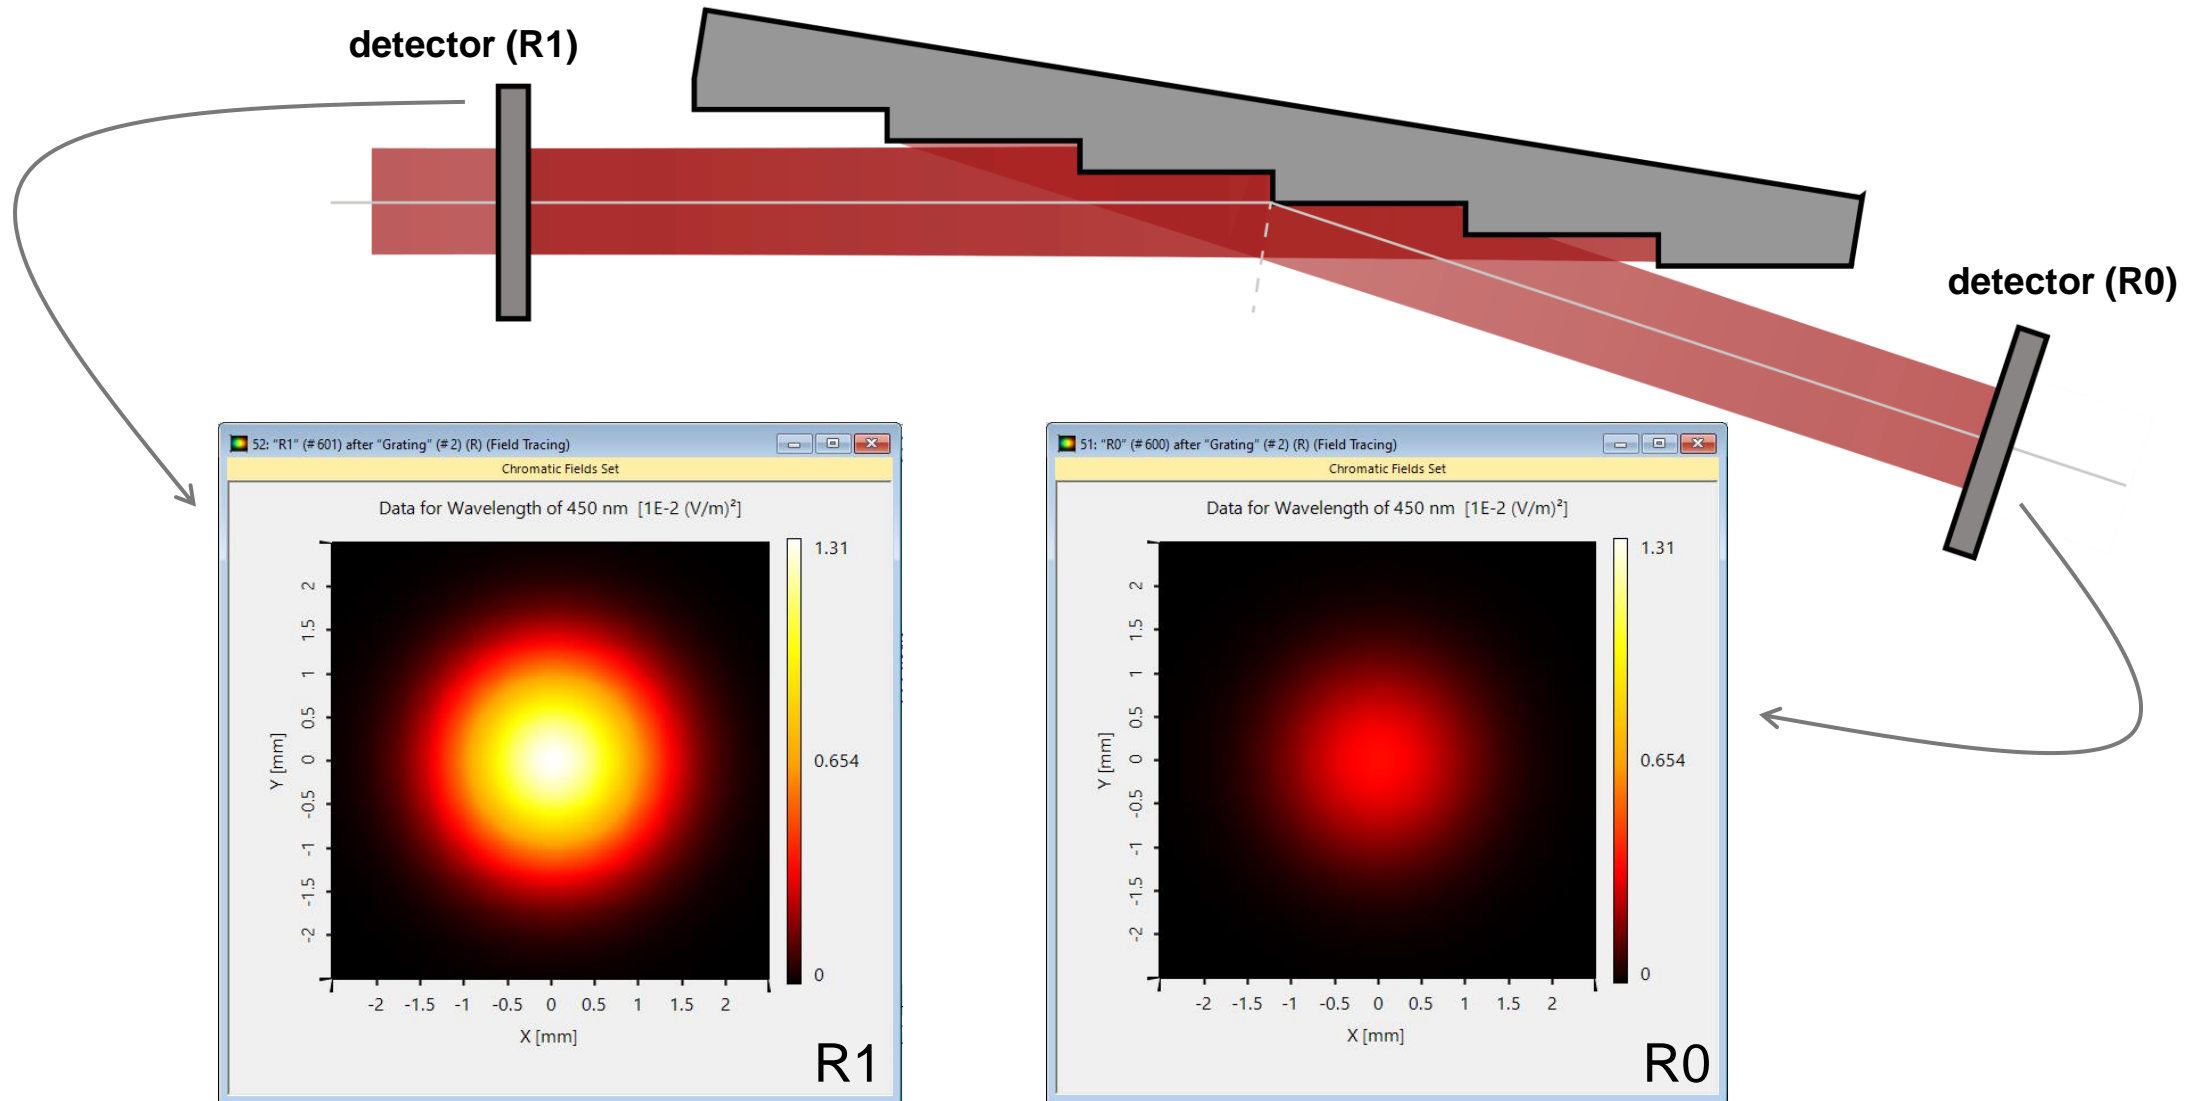 detector (R1)
detector (R0)
52: "R1" (#601) after "Grating" (#2) (R) (Field Tracing)
Chromatic Fields Set
Data for Wavelength of 450 nm [1E-2 (V/m)²]
1.31
0.654
0
Y [mm]
2
1.5
1
0.5
0
-0.5
-1
-1.5
-2
-2 -1.5 -1 -0.5 0 0.5 1 1.5 2
X [mm]
R1
51: "R0" (#600) after "Grating" (#2) (R) (Field Tracing)
Chromatic Fields Set
Data for Wavelength of 450 nm [1E-2 (V/m)²]
1.31
0.654
0
Y [mm]
2
1.5
1
0.5
0
-0.5
-1
-1.5
-2
-2 -1.5 -1 -0.5 0 0.5 1 1.5 2
X [mm]
R0